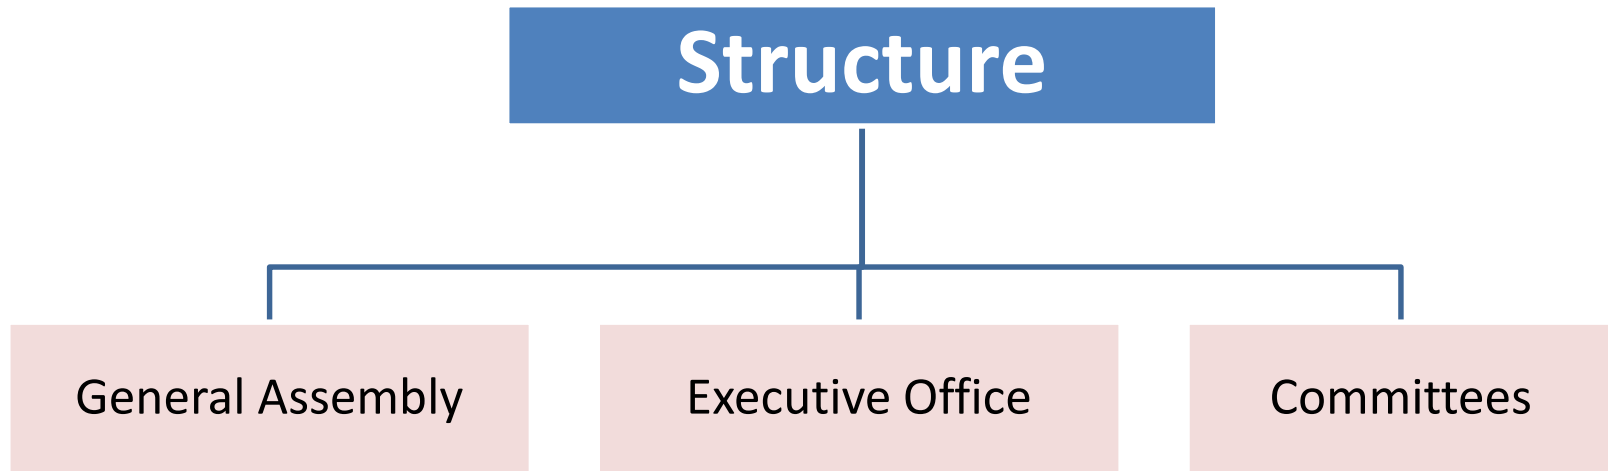 Structure
General Assembly
Executive Office
Committees